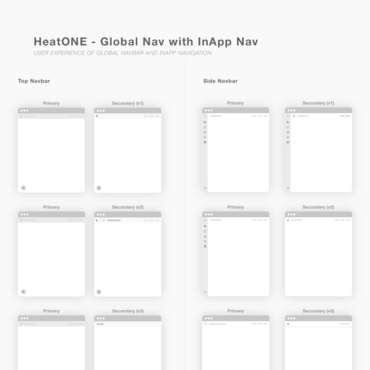 HeatONE - Global Nav with InApp Nav
USER EXPERIENCE OF GLOBAL NAVBAR AND INAPP NAVIGATION
Top Navbar
Side Navbar
Primary
Secondary (v1)
Primary
Secondary (v1)
Primary
Secondary (v2)
Primary
Secondary (v2)
Primary
Secondary (v3)
Primary
Secondary (v3)